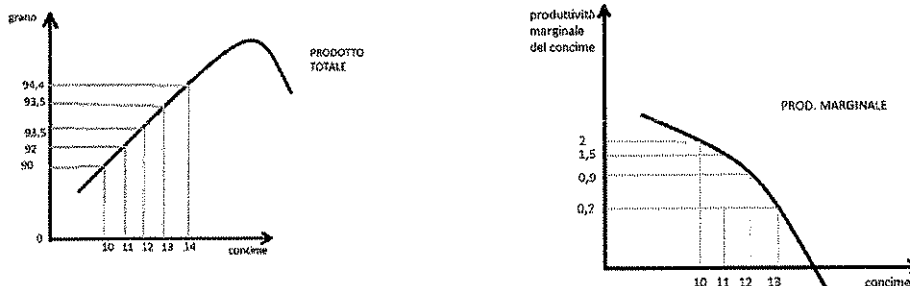 grano
PRODOTTO
TOTALE
94,4
93,5
93,5
92
90
0
10 11 12 13 14
concime
produttività
marginale
del concime
PROD. MARGINALE
2
1,5
0,9
0,7
10 11 12 13
concime